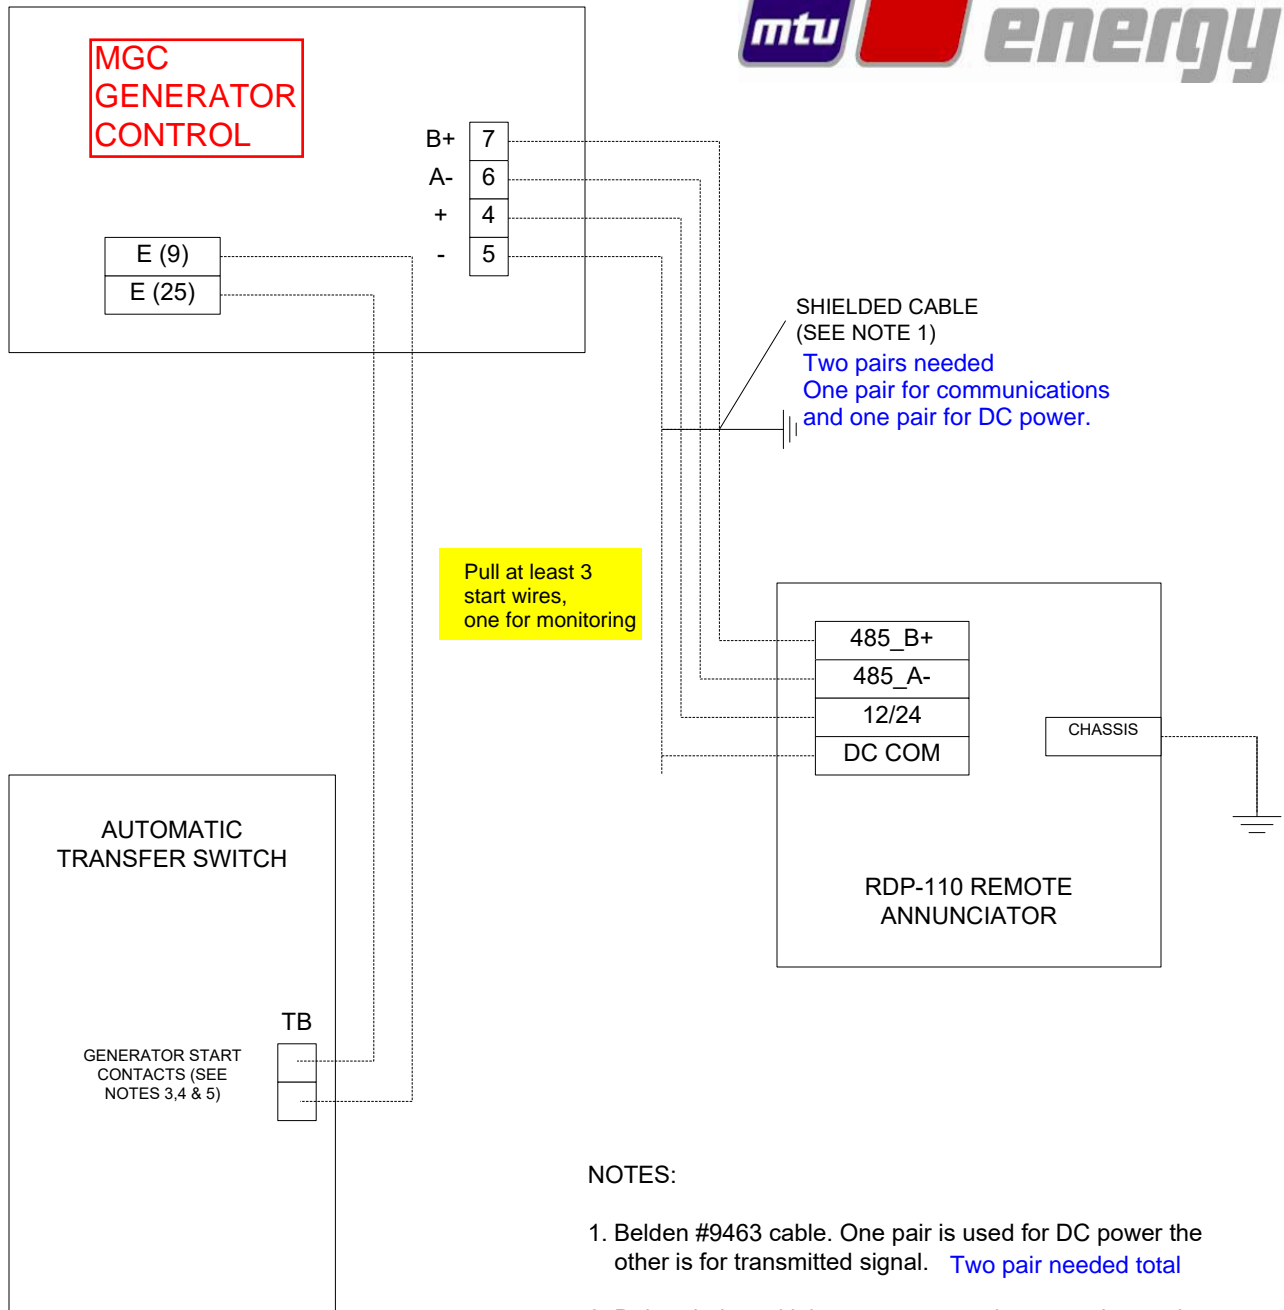 mtu energy
MGC
GENERATOR
CONTROL
B+ 7
A- 6
+ 4
- 5
E (9)
E (25)
SHIELDED CABLE
(SEE NOTE 1)
Two pairs needed
One pair for communications
and one pair for DC power.
Pull at least 3
start wires,
one for monitoring
485_B+
485_A-
12/24
DC COM
CHASSIS
RDP-110 REMOTE
ANNUNCIATOR
AUTOMATIC
TRANSFER SWITCH
TB
GENERATOR START
CONTACTS (SEE
NOTES 3,4 & 5)
NOTES:
1. Belden #9463 cable. One pair is used for DC power the
other is for transmitted signal. Two pair needed total